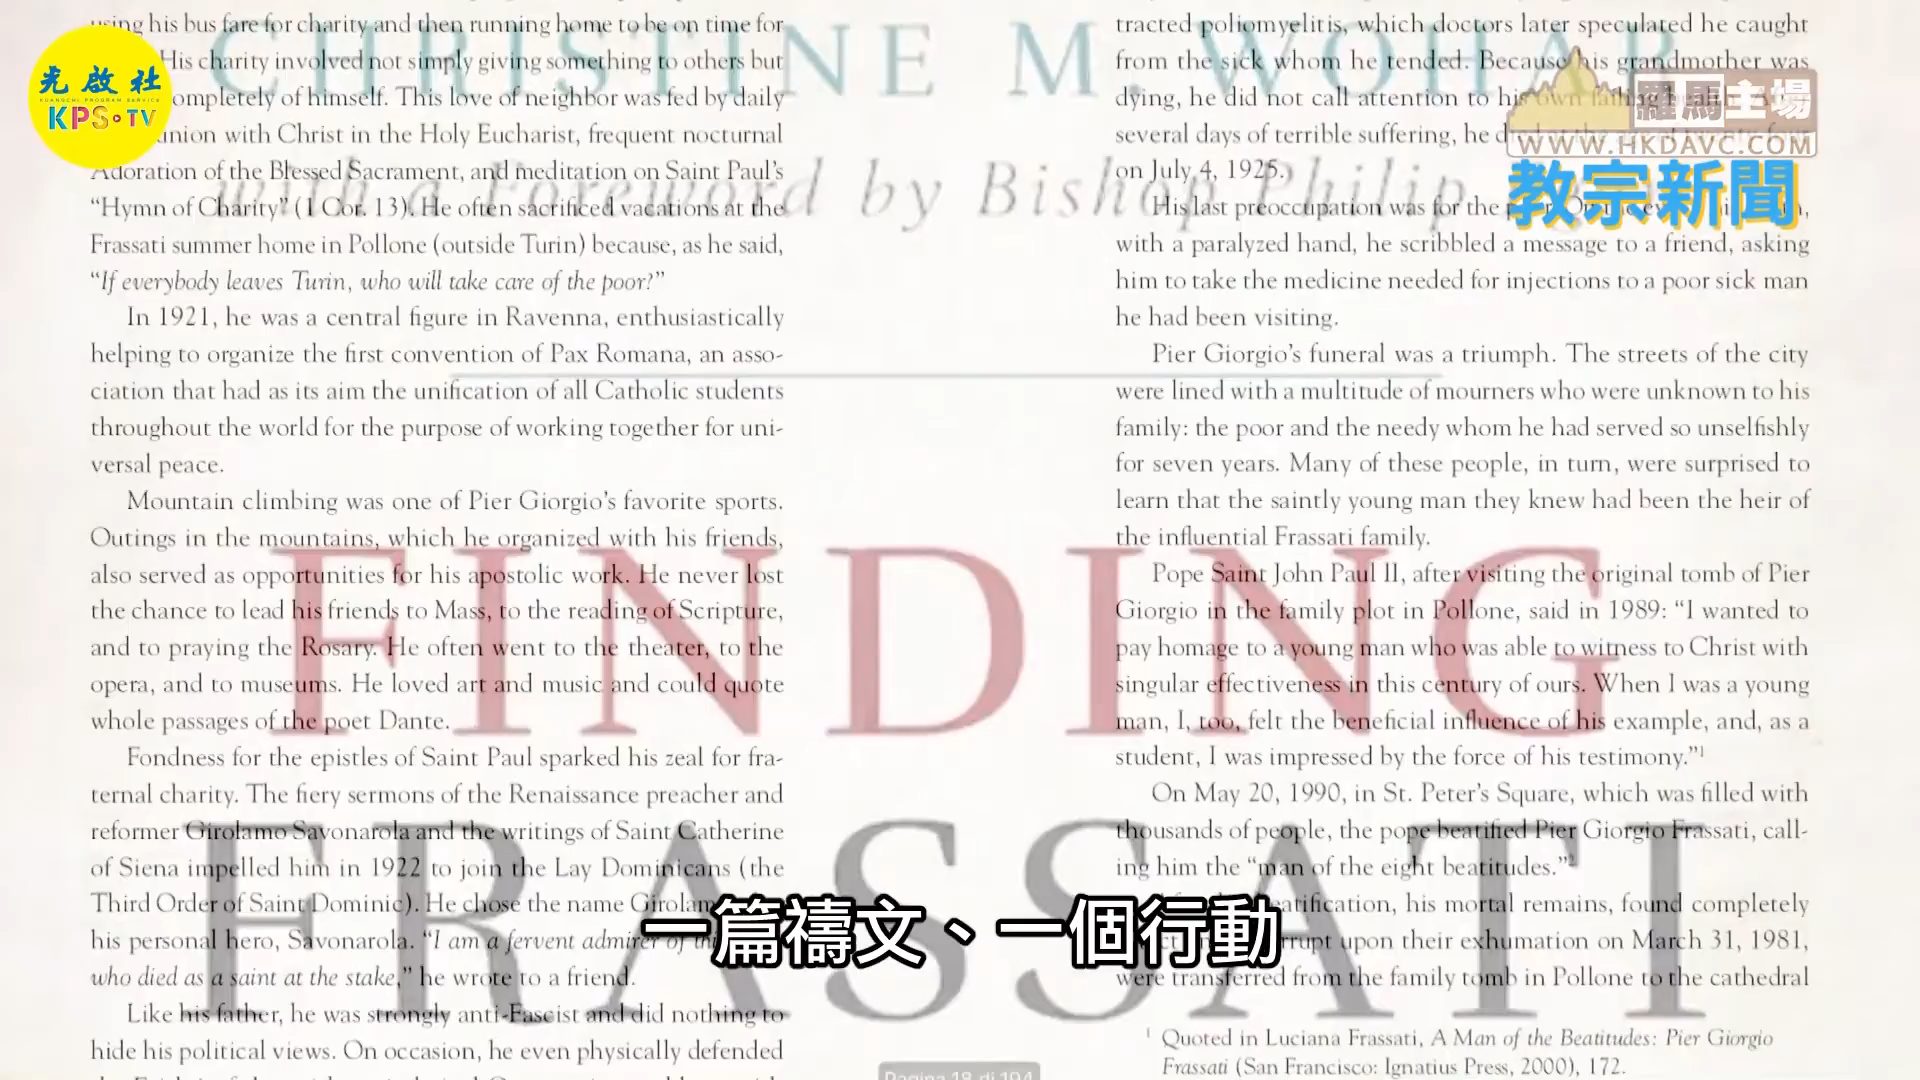 光啟社
KUANGCHI PROGRAM SERVICE
KPS TV
羅馬主場
WWW.HKDAVC.COM
教宗新聞
CHRISTINE M. WOHAR
with a Foreword by Bishop Philip
FINDING
FRASSATI
using his bus fare for charity and then running home to be on time for
His charity involved not simply giving something to others but
completely of himself. This love of neighbor was fed by daily
union with Christ in the Holy Eucharist, frequent nocturnal
Adoration of the Blessed Sacrament, and meditation on Saint Paul's
“Hymn of Charity” (1 Cor. 13). He often sacrificed vacations at the
Frassati summer home in Pollone (outside Turin) because, as he said,
“If everybody leaves Turin, who will take care of the poor?”
In 1921, he was a central figure in Ravenna, enthusiastically
helping to organize the first convention of Pax Romana, an asso-
ciation that had as its aim the unification of all Catholic students
throughout the world for the purpose of working together for uni-
versal peace.
Mountain climbing was one of Pier Giorgio's favorite sports.
Outings in the mountains, which he organized with his friends,
also served as opportunities for his apostolic work. He never lost
the chance to lead his friends to Mass, to the reading of Scripture,
and to praying the Rosary. He often went to the theater, to the
opera, and to museums. He loved art and music and could quote
whole passages of the poet Dante.
Fondness for the epistles of Saint Paul sparked his zeal for fra-
ternal charity. The fiery sermons of the Renaissance preacher and
reformer Girolamo Savonarola and the writings of Saint Catherine
of Siena impelled him in 1922 to join the Lay Dominicans (the
Third Order of Saint Dominic). He chose the name Girolam
his personal hero, Savonarola. “I am a fervent admirer of
who died as a saint at the stake,” he wrote to a friend.
Like his father, he was strongly anti-Fascist and did nothing to
hide his political views. On occasion, he even physically defended
tracted poliomyelitis, which doctors later speculated he caught
from the sick whom he tended. Because his grandmother was
dying, he did not call attention to his own failing health.
several days of terrible suffering, he died at the age of twenty-four
on July 4, 1925.
His last preoccupation was for the
with a paralyzed hand, he scribbled a message to a friend, asking
him to take the medicine needed for injections to a poor sick man
he had been visiting.
Pier Giorgio's funeral was a triumph. The streets of the city
were lined with a multitude of mourners who were unknown to his
family: the poor and the needy whom he had served so unselfishly
for seven years. Many of these people, in turn, were surprised to
learn that the saintly young man they knew had been the heir of
the influential Frassati family.
Pope Saint John Paul II, after visiting the original tomb of Pier
Giorgio in the family plot in Pollone, said in 1989: “I wanted to
pay homage to a young man who was able to witness to Christ with
singular effectiveness in this century of ours. When I was a young
man, I, too, felt the beneficial influence of his example, and, as a
student, I was impressed by the force of his testimony.”1
On May 20, 1990, in St. Peter's Square, which was filled with
thousands of people, the pope beatified Pier Giorgio Frassati, call-
ing him the “man of the eight beatitudes.”2
beatification, his mortal remains, found completely
upon their exhumation on March 31, 1981,
were transferred from the family tomb in Pollone to the cathedral
1 Quoted in Luciana Frassati, A Man of the Beatitudes: Pier Giorgio
Frassati (San Francisco: Ignatius Press, 2000), 172.
一篇禱文、一個行動
Pagina 18 di 194